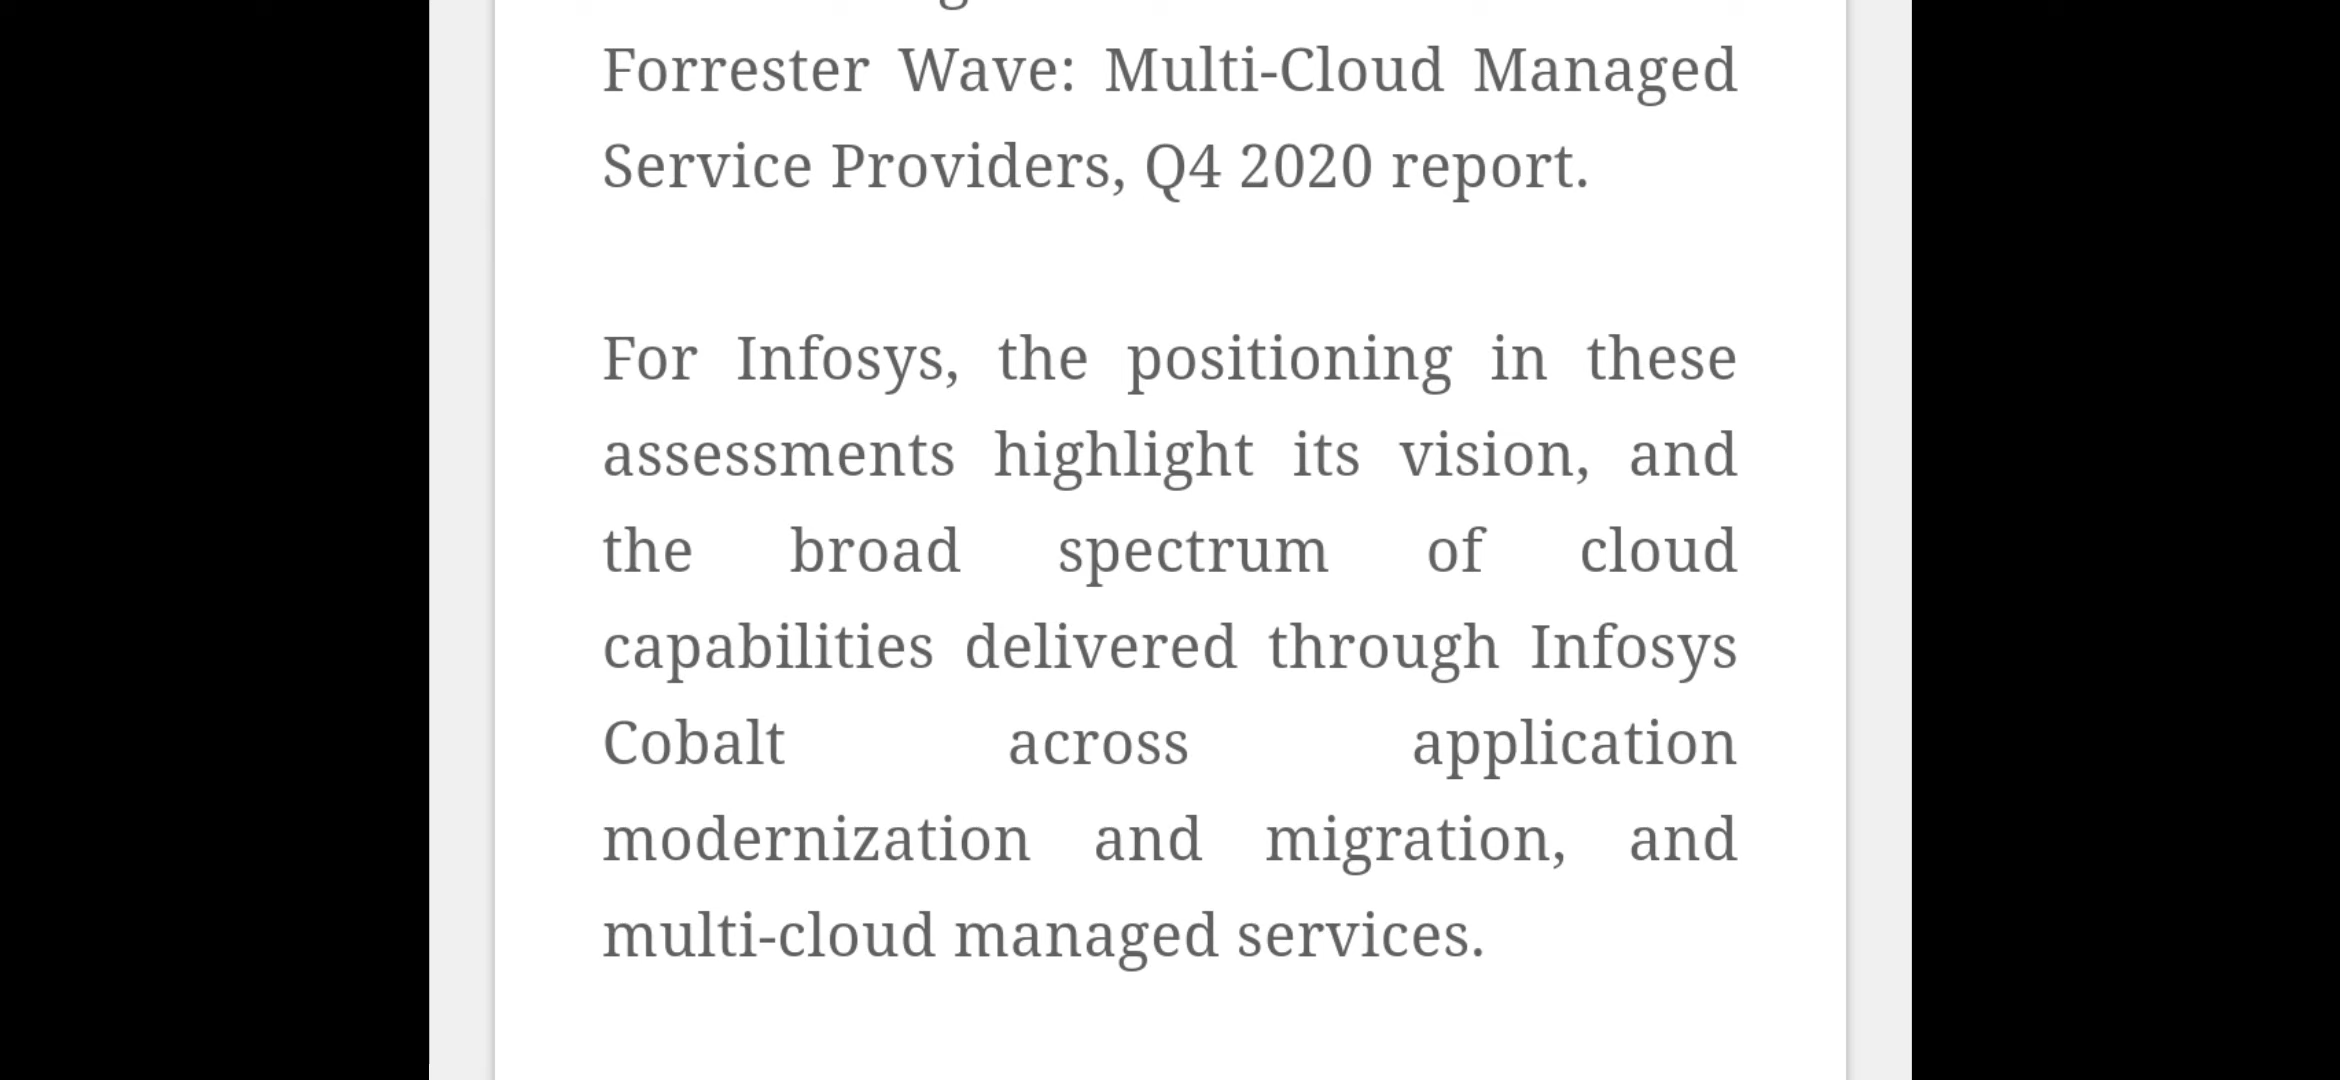 Forrester Wave: Multi-Cloud Managed
Service Providers, Q4 2020 report.
For Infosys, the positioning in these
assessments highlight its vision, and
the broad spectrum of cloud
capabilities delivered through Infosys
Cobalt across application
modernization and migration, and
multi-cloud managed services.